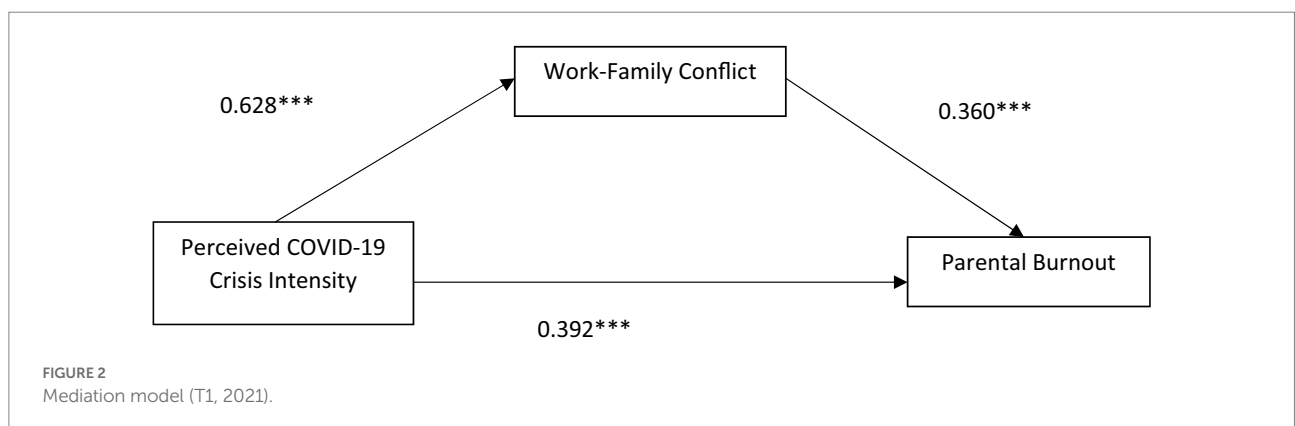 Work-Family Conflict
0.628***
0.360***
Perceived COVID-19
Crisis Intensity
Parental Burnout
0.392***
FIGURE 2
Mediation model (T1, 2021).